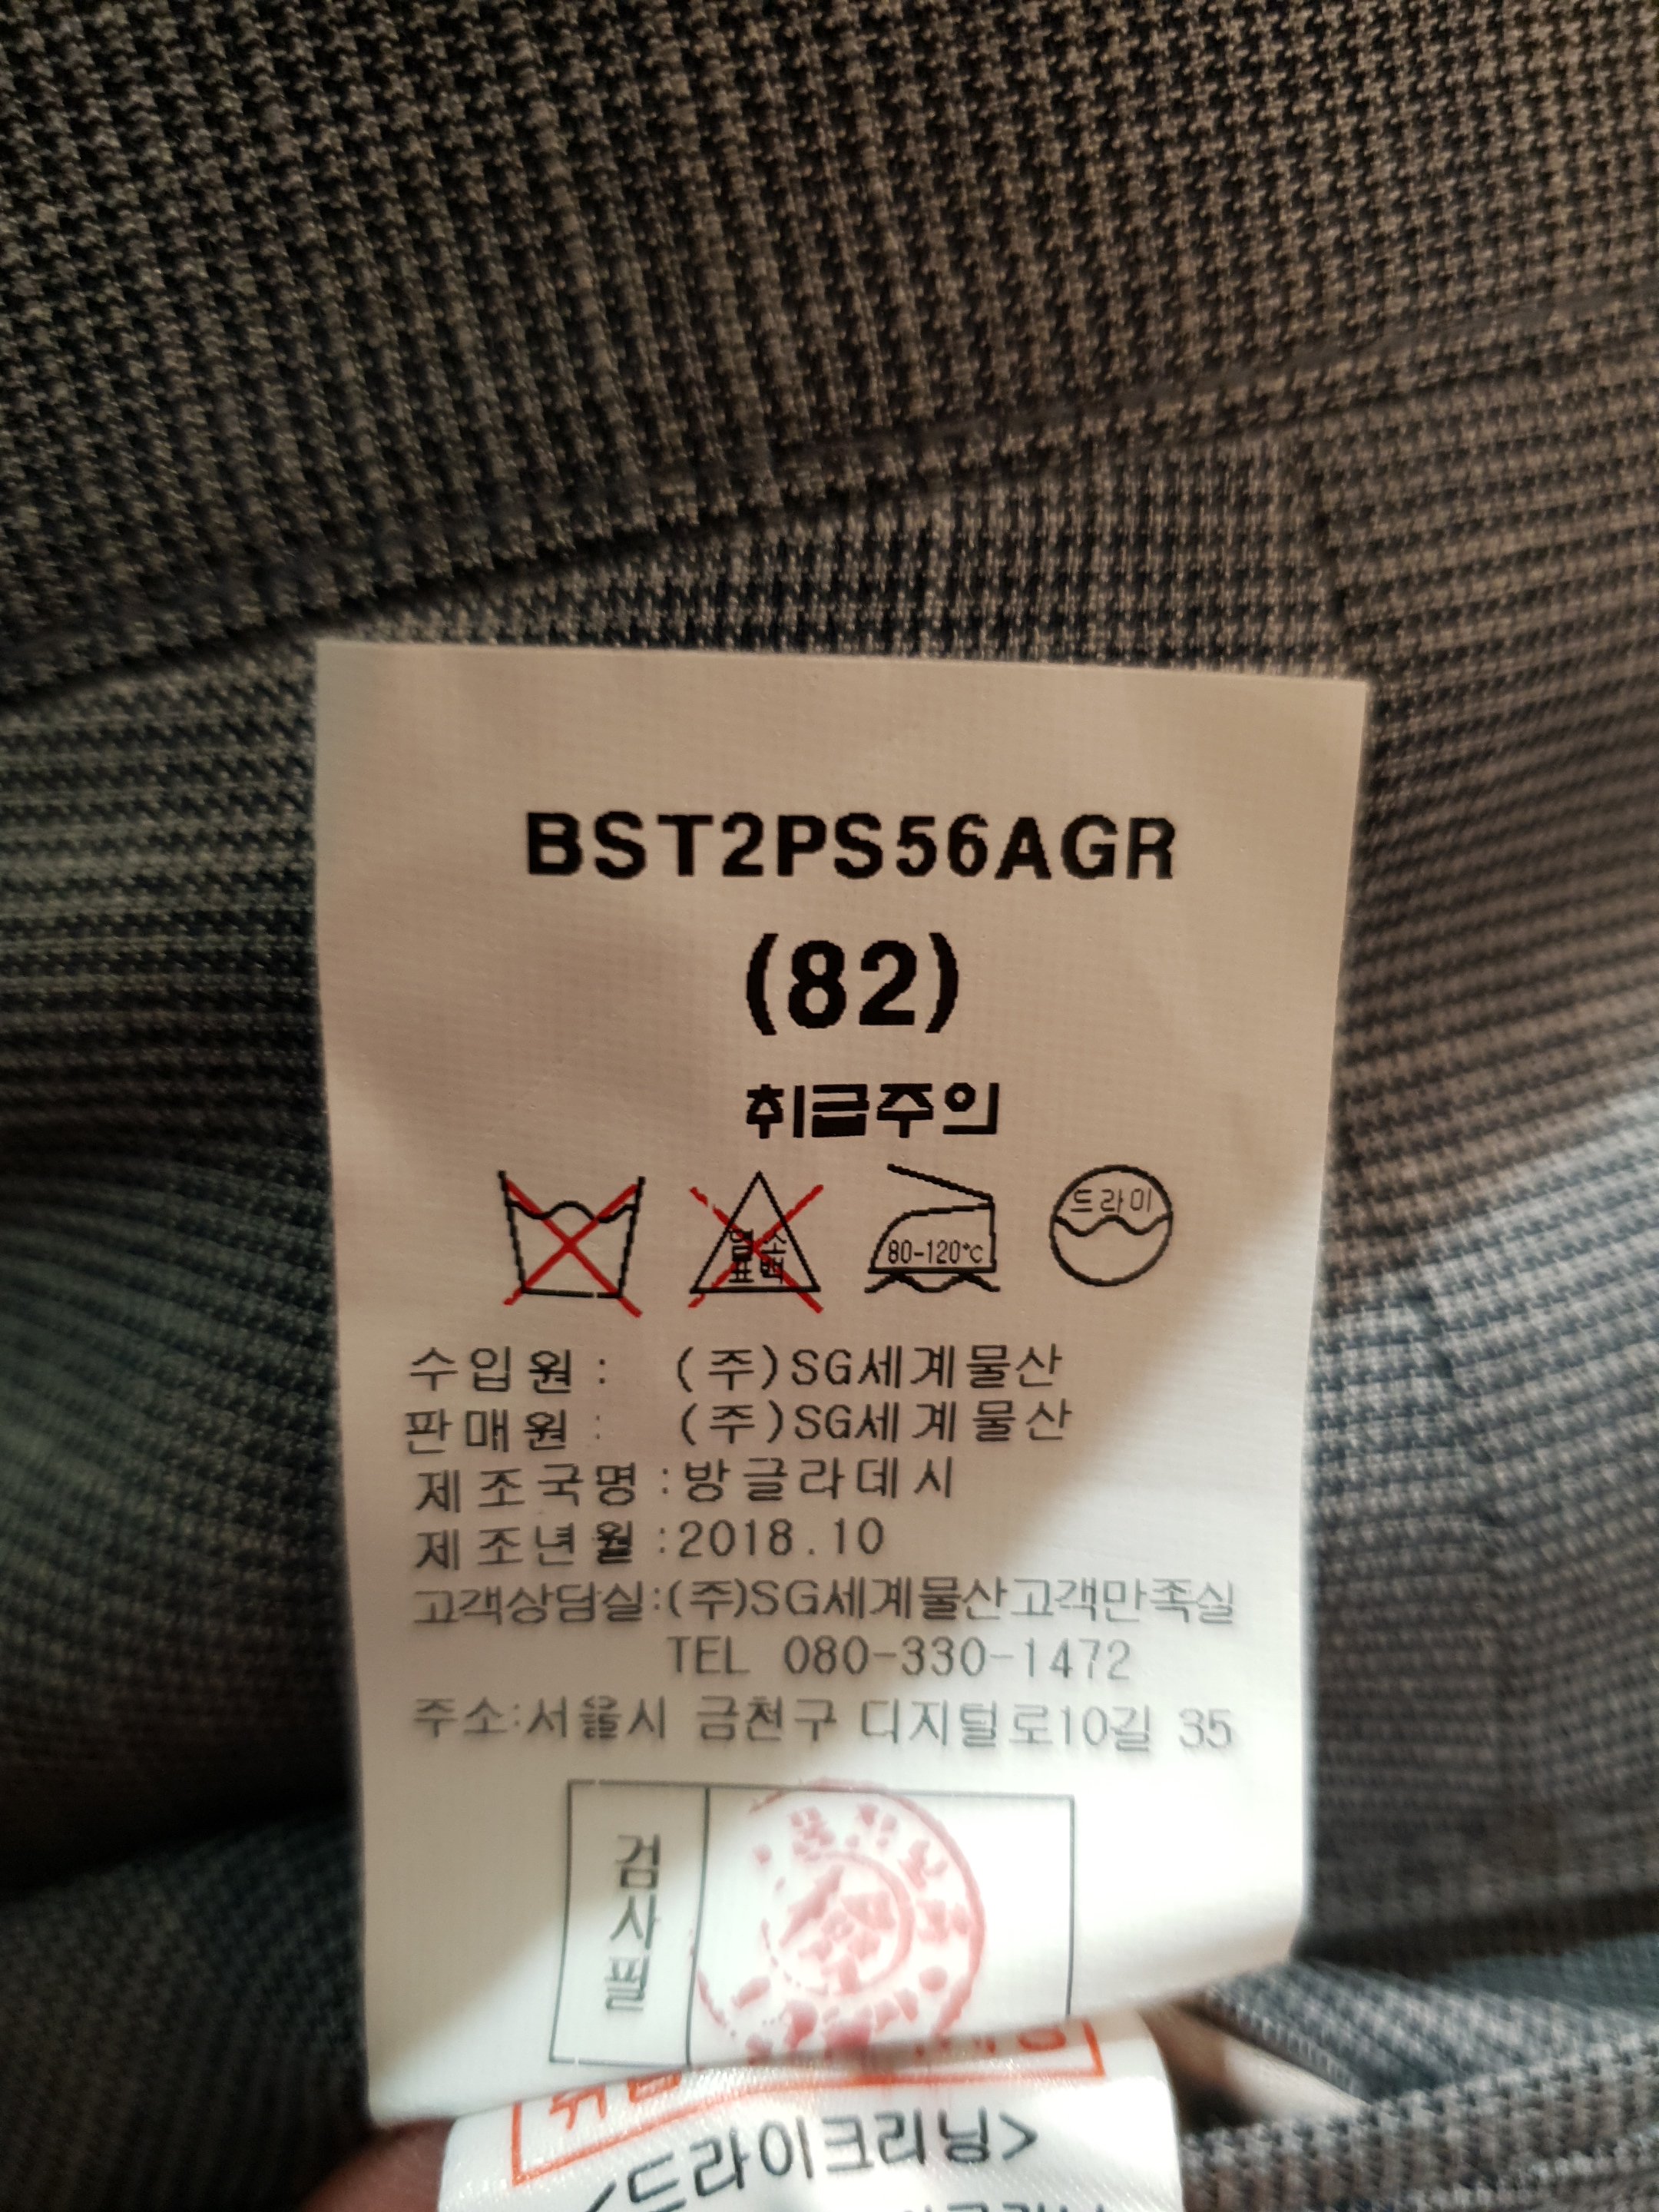 BST2PS56AGR
(82)
취급주의
염소
표백
80-120°c
드라이
수입원 : (주)SG세계물산
판매원 : (주)SG세계물산
제조국명 :방글라데시
제조년월 :2018.10
고객상담실:(주)SG세계물산고객만족실
TEL 080-330-1472
주소:서울시 금천구 디지털로10길 35
검사필
<드라이크리닝>